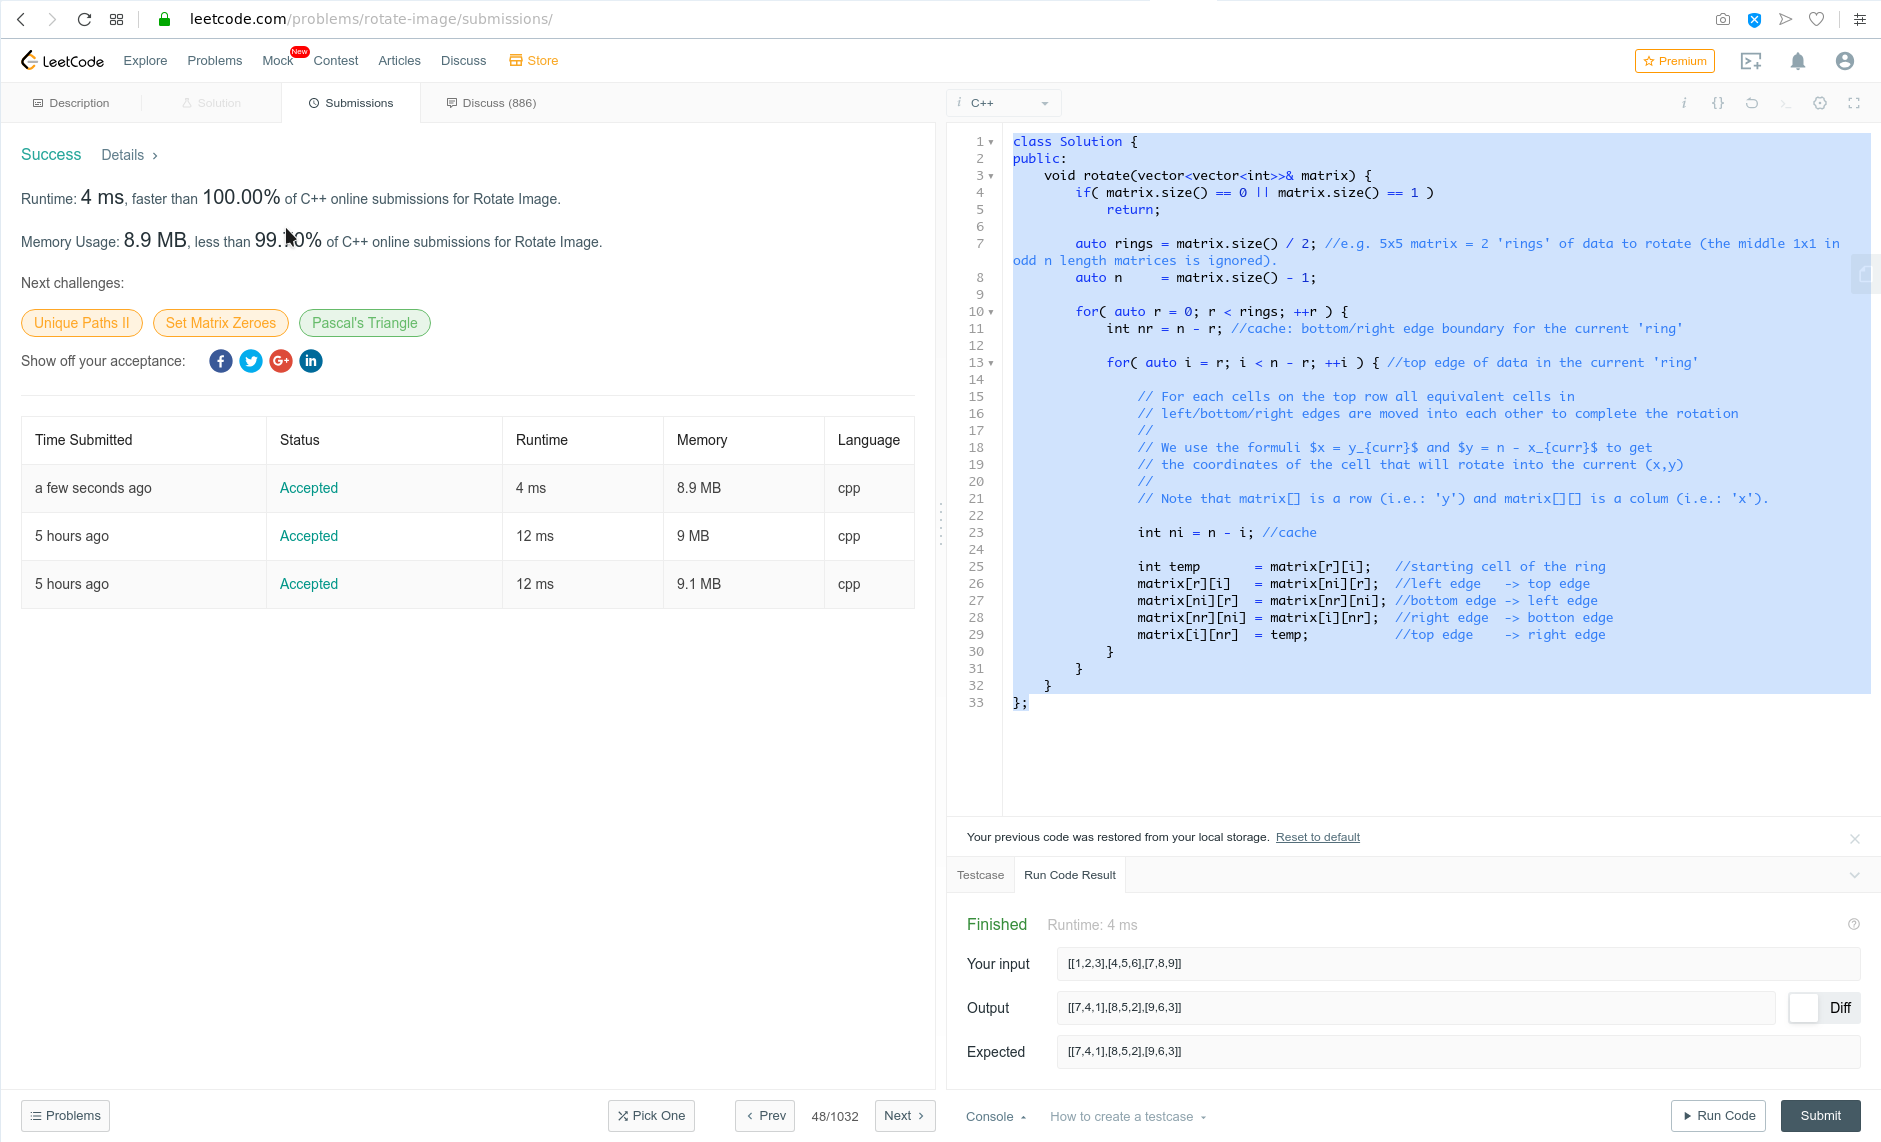 leetcode.com/problems/rotate-image/submissions/
LeetCode Explore Problems Mock New Contest Articles Discuss Store Premium
Description Solution Submissions Discuss (886)
Success Details
Runtime: 4 ms, faster than 100.00% of C++ online submissions for Rotate Image.
Memory Usage: 8.9 MB, less than of C++ online submissions for Rotate Image.
Next challenges:
Unique Paths II Set Matrix Zeroes Pascal's Triangle
Show off your acceptance:
Time Submitted Status Runtime Memory Language
a few seconds ago Accepted 4 ms 8.9 MB cpp
5 hours ago Accepted 12 ms 9 MB cpp
5 hours ago Accepted 12 ms 9.1 MB cpp
Problems Pick One Prev 48/1032 Next
i C++
1 class Solution {
2 public:
3     void rotate(vector<vector<int>>& matrix) {
4         if( matrix.size() == 0 || matrix.size() == 1 )
5             return;
6
7         auto rings = matrix.size() / 2; //e.g. 5x5 matrix = 2 'rings' of data to rotate (the middle 1x1 in
odd n length matrices is ignored).
8         auto n     = matrix.size() - 1;
9
10         for( auto r = 0; r < rings; ++r ) {
11             int nr = n - r; //cache: bottom/right edge boundary for the current 'ring'
12
13             for( auto i = r; i < n - r; ++i ) { //top edge of data in the current 'ring'
14
15                 // For each cells on the top row all equivalent cells in
16                 // left/bottom/right edges are moved into each other to complete the rotation
17                 //
18                 // We use the formuli $x = y_{curr}$ and $y = n - x_{curr}$ to get
19                 // the coordinates of the cell that will rotate into the current (x,y)
20                 //
21                 // Note that matrix[] is a row (i.e.: 'y') and matrix[][] is a colum (i.e.: 'x').
22
23                 int ni = n - i; //cache
24
25                 int temp       = matrix[r][i];   //starting cell of the ring
26                 matrix[r][i]   = matrix[ni][r];  //left edge   -> top edge
27                 matrix[ni][r]  = matrix[nr][ni]; //bottom edge -> left edge
28                 matrix[nr][ni] = matrix[i][nr];  //right edge  -> botton edge
29                 matrix[i][nr]  = temp;           //top edge    -> right edge
30             }
31         }
32     }
33 };
Your previous code was restored from your local storage. Reset to default
Testcase Run Code Result
Finished Runtime: 4 ms
Your input [[1,2,3],[4,5,6],[7,8,9]]
Output [[7,4,1],[8,5,2],[9,6,3]] Diff
Expected [[7,4,1],[8,5,2],[9,6,3]]
Console How to create a testcase Run Code Submit